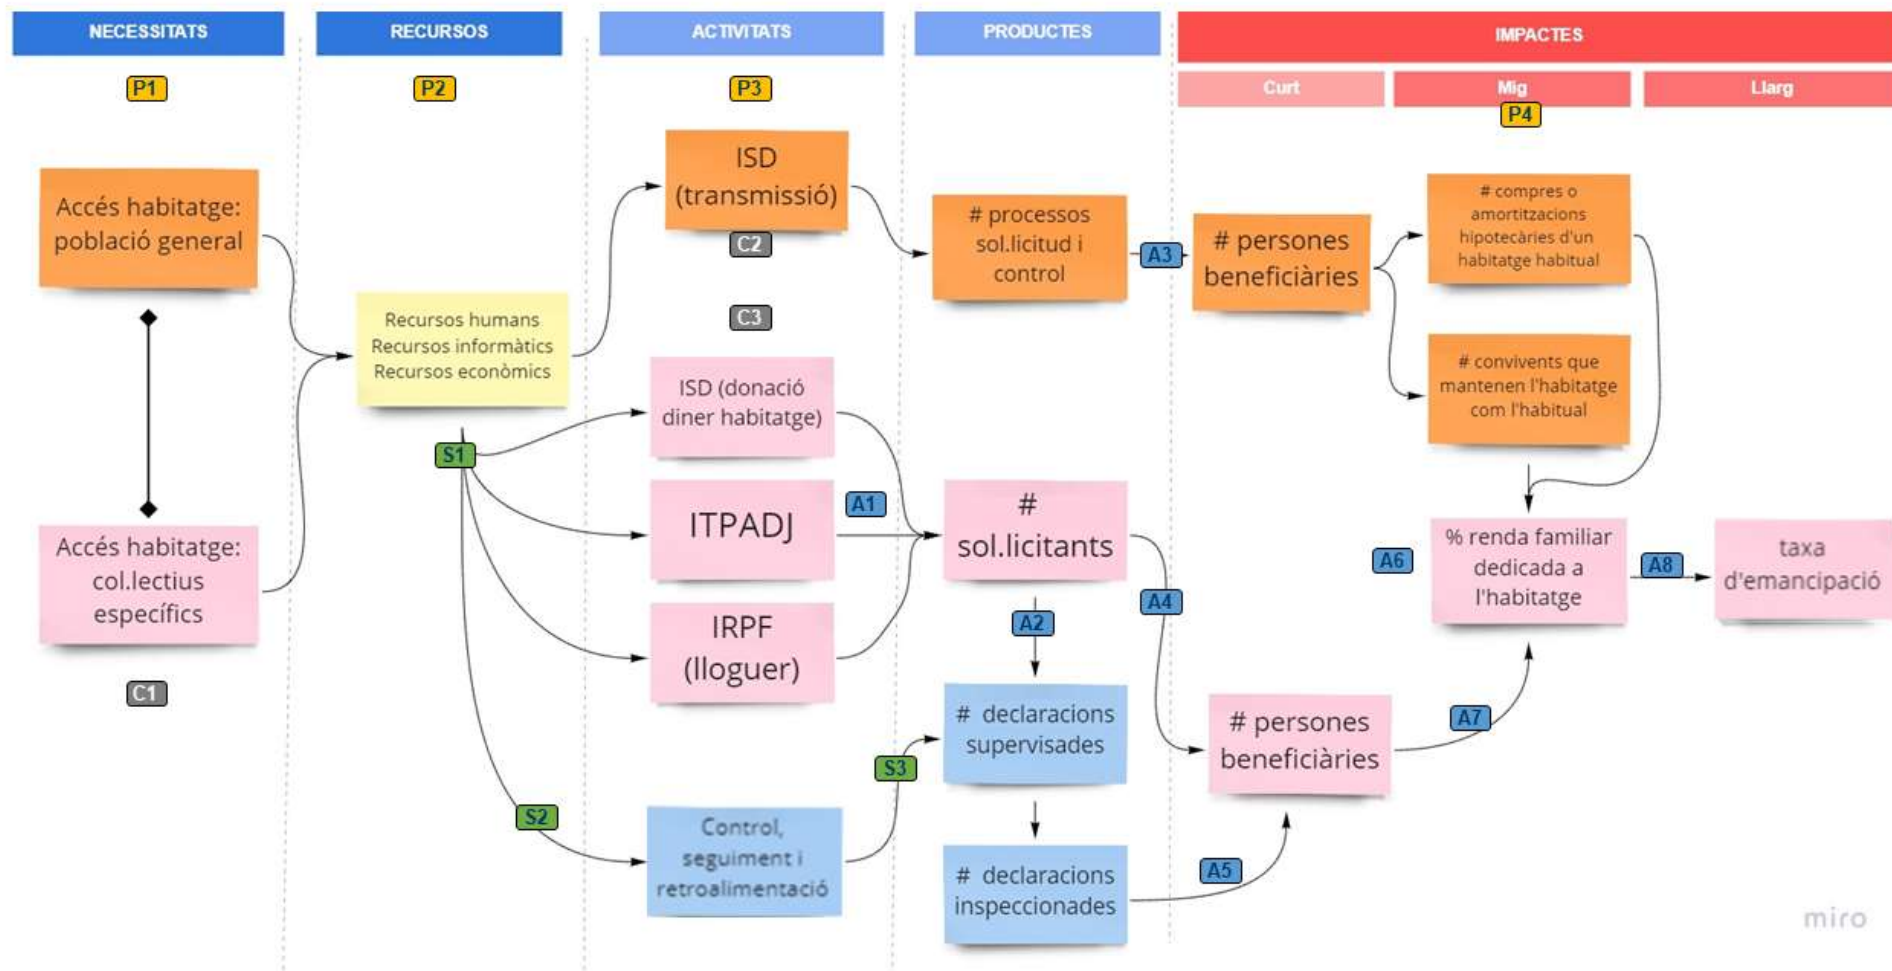 NECESSITATS
RECURSOS
ACTIVITATS
PRODUCTES
IMPACTES
Curt
Mig
Llarg
P1
P2
P3
P4
Accés habitatge:
població general
Accés habitatge:
col.lectius
específics
C1
Recursos humans
Recursos informàtics
Recursos econòmics
S1
S2
ISD
(transmissió)
C2
C3
ISD (donació
diner habitatge)
ITPADJ
IRPF
(lloguer)
Control,
seguiment i
retroalimentació
A1
S3
# processos
sol.licitud i
control
#
sol.licitants
A2
# declaracions
supervisades
# declaracions
inspeccionades
A3
A4
A5
# persones
beneficiàries
# persones
beneficiàries
# compres o
amortitzacions
hipotecàries d'un
habitatge habitual
# convivents que
mantenen l'habitatge
com l'habitual
A6
% renda familiar
dedicada a
l'habitatge
A7
A8
taxa
d'emancipació
miro